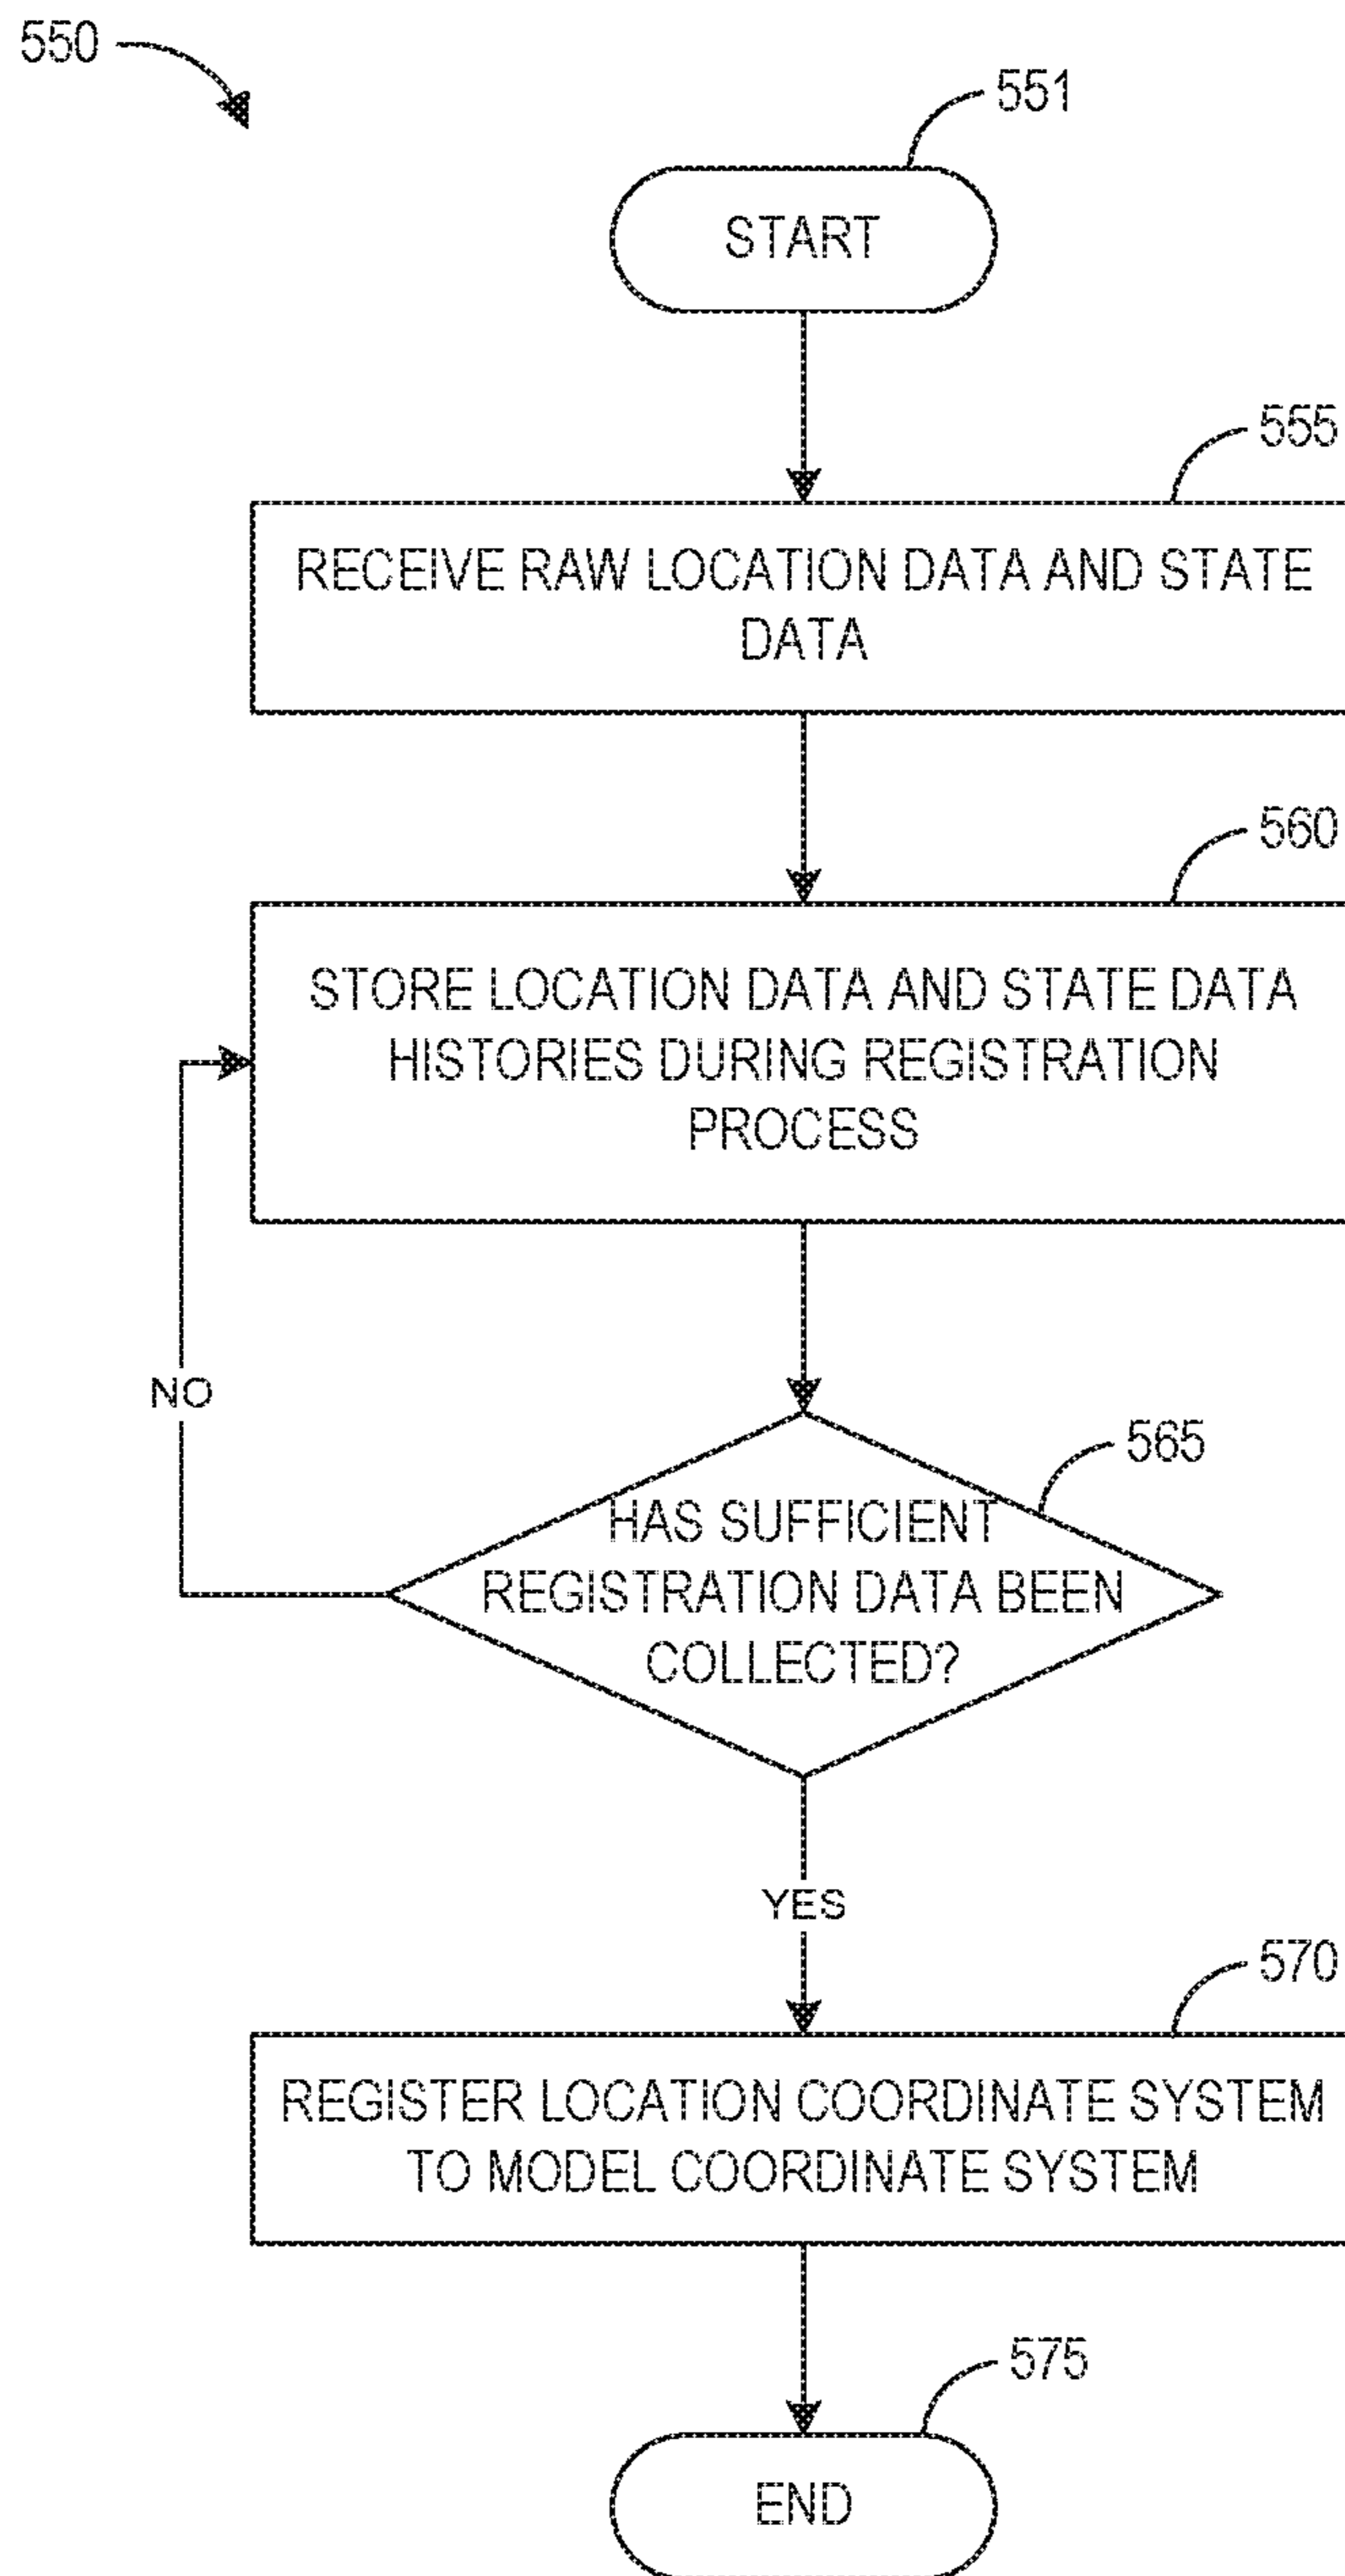 550
551
START
555
RECEIVE RAW LOCATION DATA AND STATE
DATA
560
STORE LOCATION DATA AND STATE DATA
HISTORIES DURING REGISTRATION
PROCESS
NO
565
HAS SUFFICIENT
REGISTRATION DATA BEEN
COLLECTED?
YES
570
REGISTER LOCATION COORDINATE SYSTEM
TO MODEL COORDINATE SYSTEM
575
END